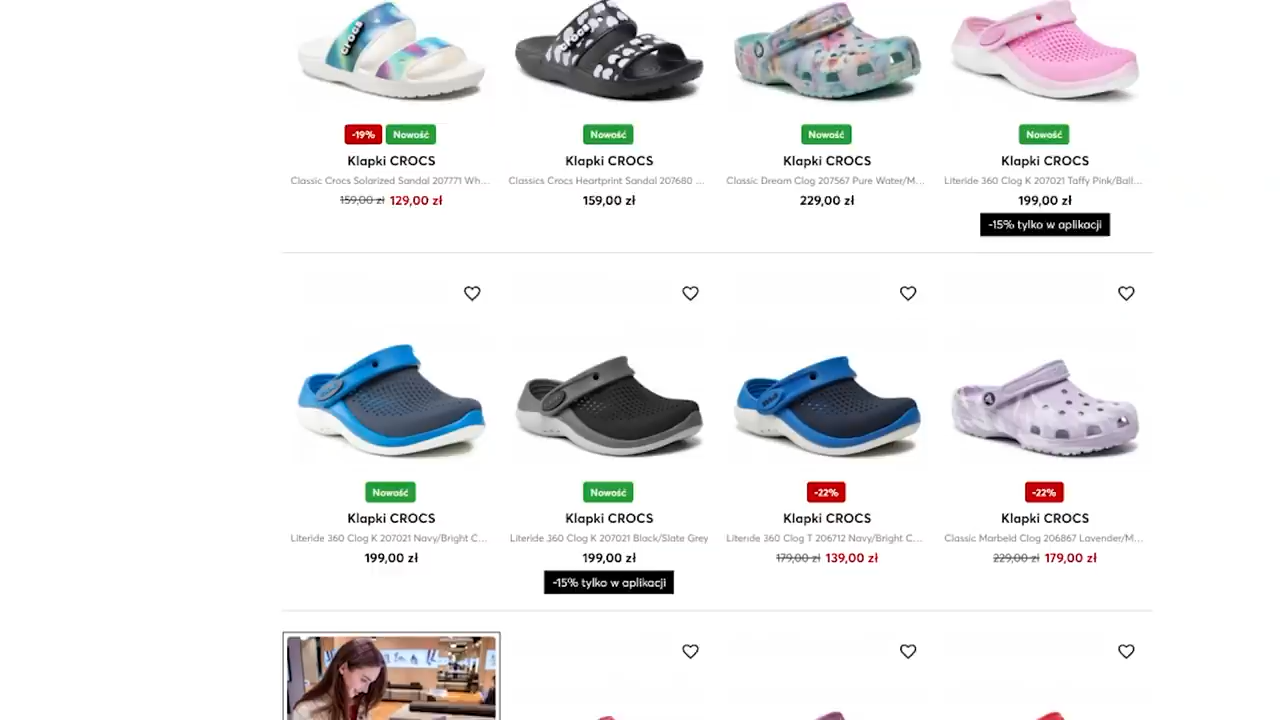 crocs
-19% Nowość
Klapki CROCS
Classic Crocs Solarized Sandal 207771 Wh...
159,00 zł 129,00 zł
Nowość
Klapki CROCS
Classics Crocs Heartprint Sandal 207680 ...
159,00 zł
Nowość
Klapki CROCS
Classic Dream Clog 207567 Pure Water/M...
229,00 zł
Nowość
Klapki CROCS
Literide 360 Clog K 207021 Taffy Pink/Ball...
199,00 zł
-15% tylko w aplikacji
Nowość
Klapki CROCS
Literide 360 Clog K 207021 Navy/Bright C...
199,00 zł
Nowość
Klapki CROCS
Literide 360 Clog K 207021 Black/Slate Grey
199,00 zł
-15% tylko w aplikacji
-22%
Klapki CROCS
Literide 360 Clog T 206712 Navy/Bright C...
179,00 zł 139,00 zł
-22%
Klapki CROCS
Classic Marbeld Clog 206867 Lavender/M...
229,00 zł 179,00 zł